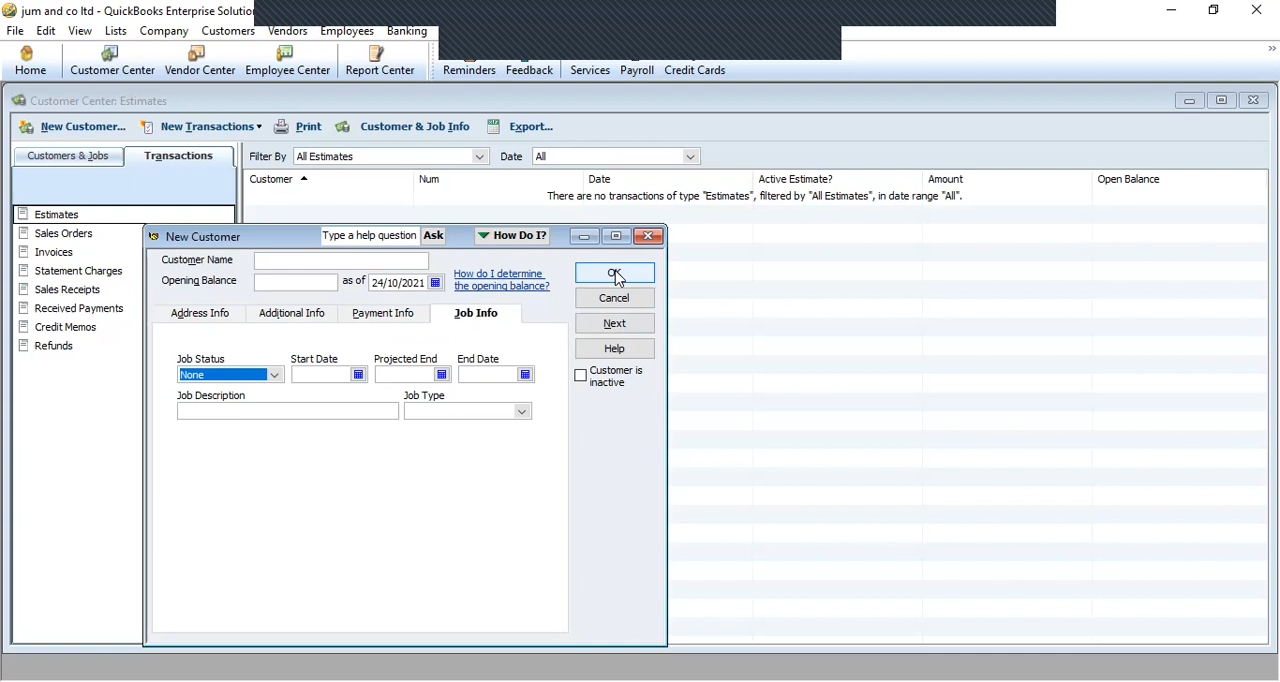 jum and co ltd - QuickBooks Enterprise Solution
File Edit View Lists Company Customers Vendors Employees Banking
Home Customer Center Vendor Center Employee Center Report Center Reminders Feedback Services Payroll Credit Cards
Customer Center: Estimates
New Customer... New Transactions Print Customer & Job Info Export...
Customers & Jobs Transactions Filter By All Estimates Date All
Customer Num Date Active Estimate? Amount Open Balance
There are no transactions of type "Estimates", filtered by "All Estimates", in date range "All".
Estimates
Sales Orders
Invoices
Statement Charges
Sales Receipts
Received Payments
Credit Memos
Refunds
New Customer Type a help question Ask How Do I?
Customer Name
Opening Balance as of 24/10/2021 How do I determine
the opening balance?
OK
Cancel
Next
Help
Customer is
inactive
Address Info Additional Info Payment Info Job Info
Job Status Start Date Projected End End Date
None
Job Description Job Type